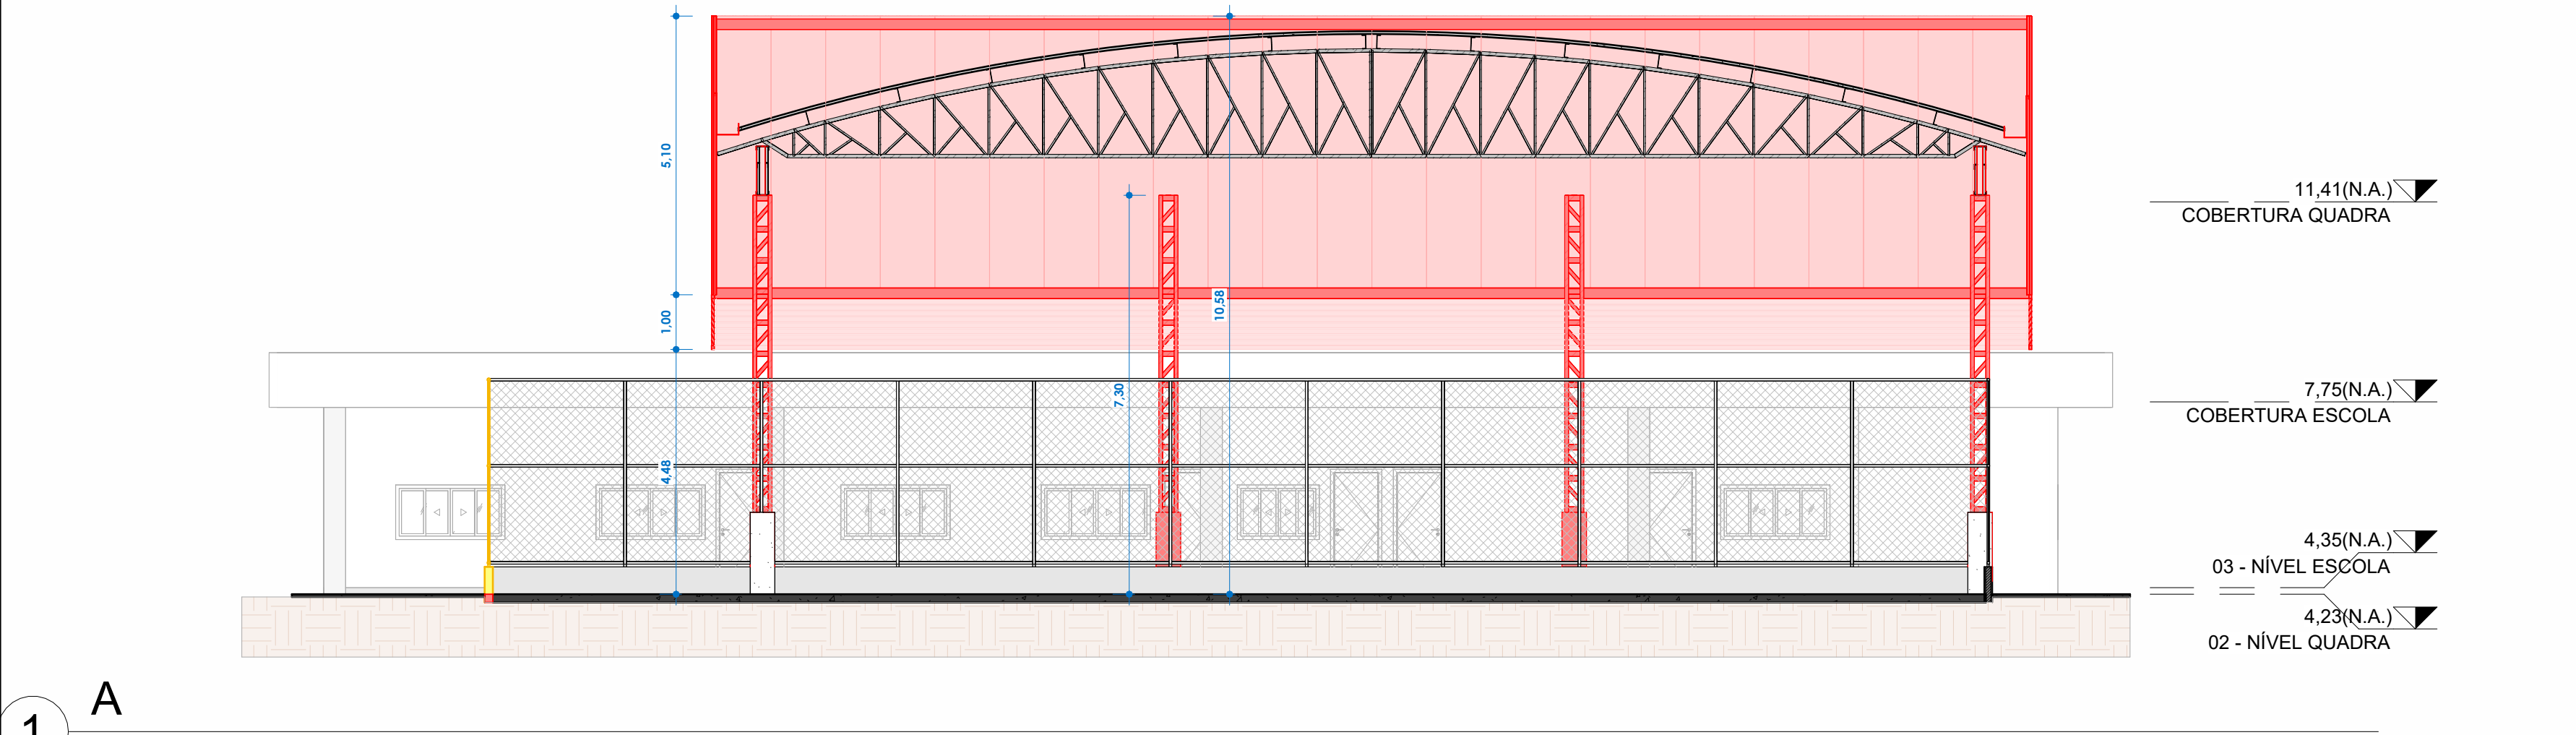 5,10
1,00
4,48
7,30
10,58
11,41(N.A.)
COBERTURA QUADRA
7,75(N.A.)
COBERTURA ESCOLA
4,35(N.A.)
03 - NÍVEL ESCOLA
4,23(N.A.)
02 - NÍVEL QUADRA
A
1